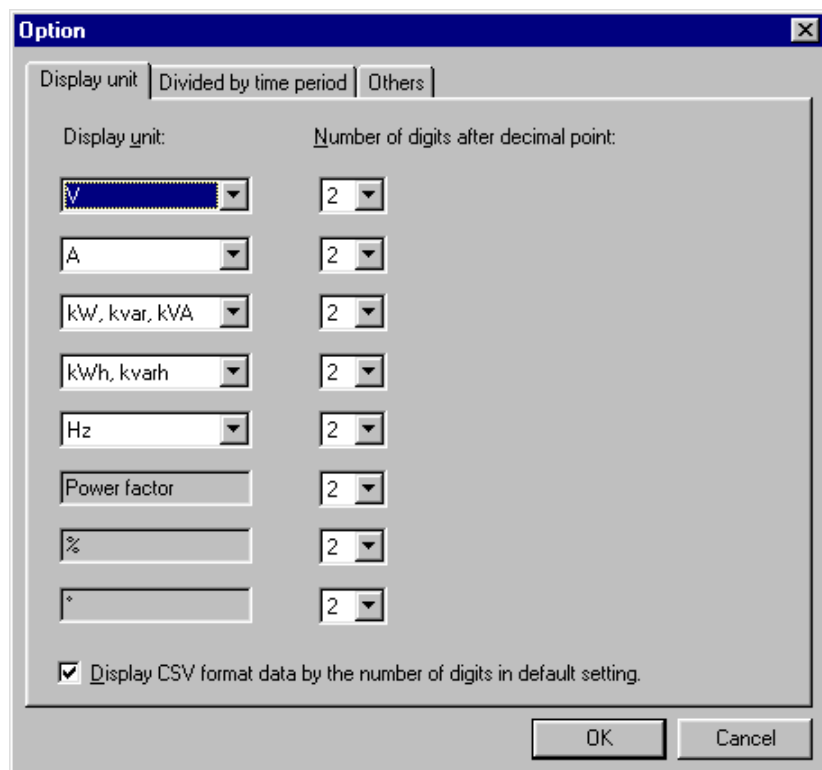 Option
Display unit Divided by time period Others
Display unit: Number of digits after decimal point:
V 2
A 2
kW, kvar, kVA 2
kWh, kvarh 2
Hz 2
Power factor 2
% 2
° 2
Display CSV format data by the number of digits in default setting.
OK Cancel